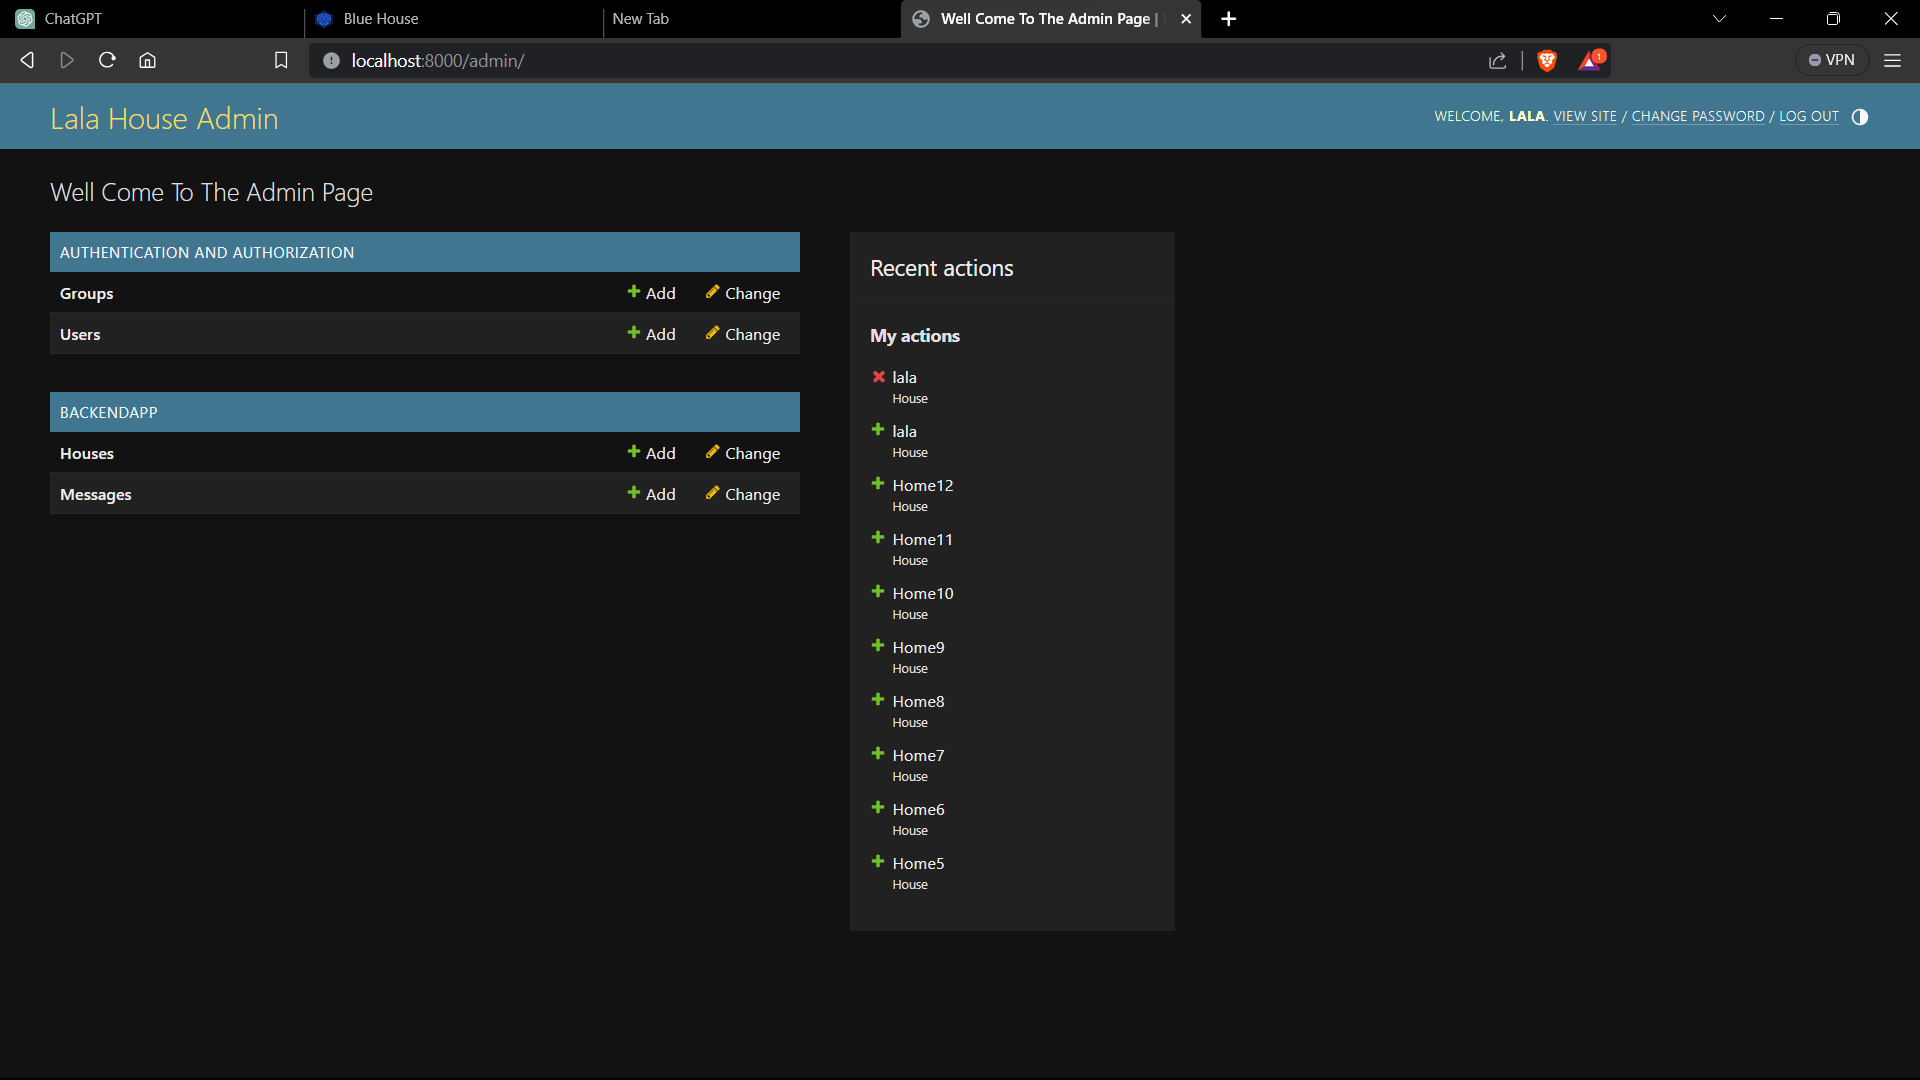 ChatGPT
Blue House
New Tab
Well Come To The Admin Page |
localhost:8000/admin/
1
VPN
Lala House Admin
WELCOME, LALA. VIEW SITE / CHANGE PASSWORD / LOG OUT
Well Come To The Admin Page
AUTHENTICATION AND AUTHORIZATION
Groups Add Change
Users Add Change
BACKENDAPP
Houses Add Change
Messages Add Change
Recent actions
My actions
lala
House
lala
House
Home12
House
Home11
House
Home10
House
Home9
House
Home8
House
Home7
House
Home6
House
Home5
House